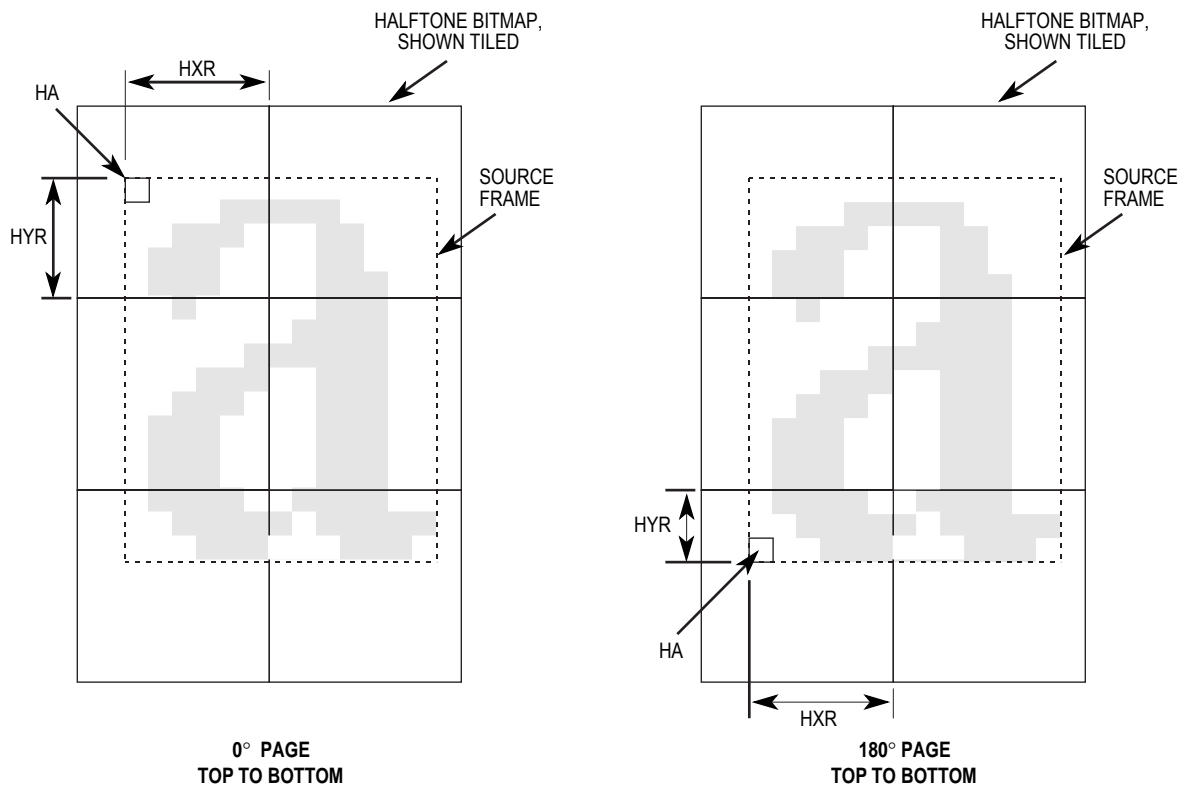 HALFTONE BITMAP,
SHOWN TILED
HXR
HA
SOURCE
FRAME
HYR
0° PAGE
TOP TO BOTTOM
HALFTONE BITMAP,
SHOWN TILED
SOURCE
FRAME
HYR
HA
HXR
180° PAGE
TOP TO BOTTOM